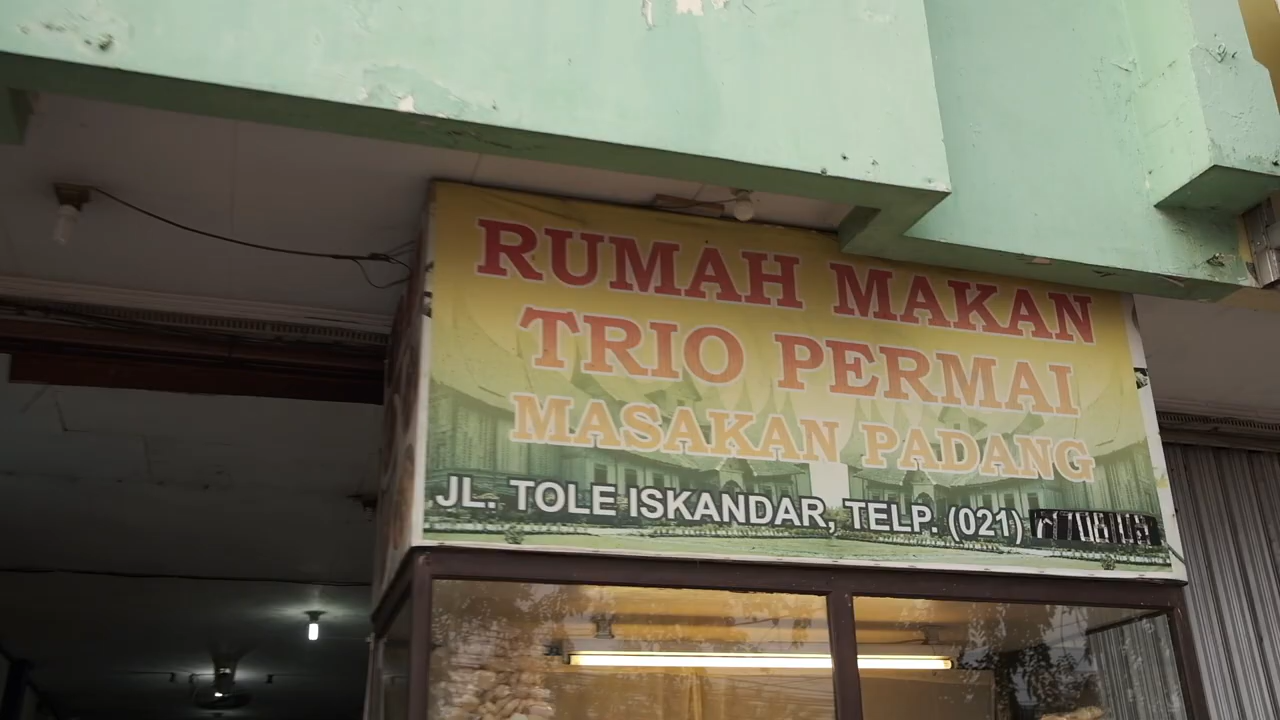 RUMAH MAKAN
TRIO PERMAI
MASAKAN PADANG
JL. TOLE ISKANDAR, TELP. (021)